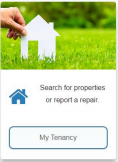 Search for properties
or report a repair.
My Tenancy